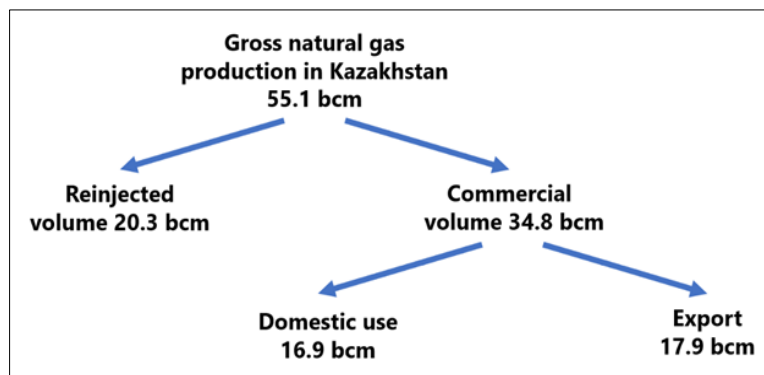 Gross natural gas
production in Kazakhstan
55.1 bcm
Reinjected
volume 20.3 bcm
Commercial
volume 34.8 bcm
Domestic use
16.9 bcm
Export
17.9 bcm